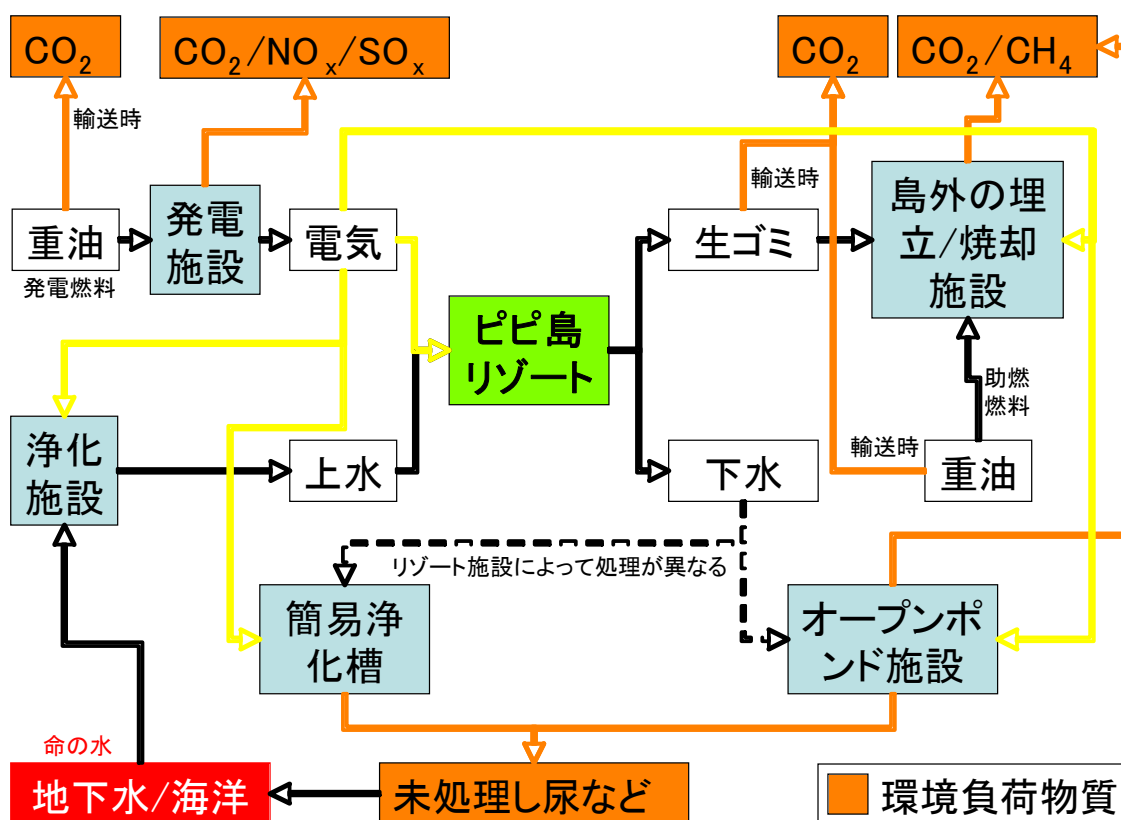 CO₂
CO₂/NOₓ/SOₓ
CO₂
CO₂/CH₄
輸送時
輸送時
重油
発電燃料
発電
施設
電気
生ゴミ
島外の埋
立/焼却
施設
ピピ島
リゾート
助燃
燃料
浄化
施設
上水
下水
輸送時
重油
リゾート施設によって処理が異なる
簡易浄
化槽
オープンポ
ンド施設
命の水
地下水/海洋
未処理し尿など
環境負荷物質